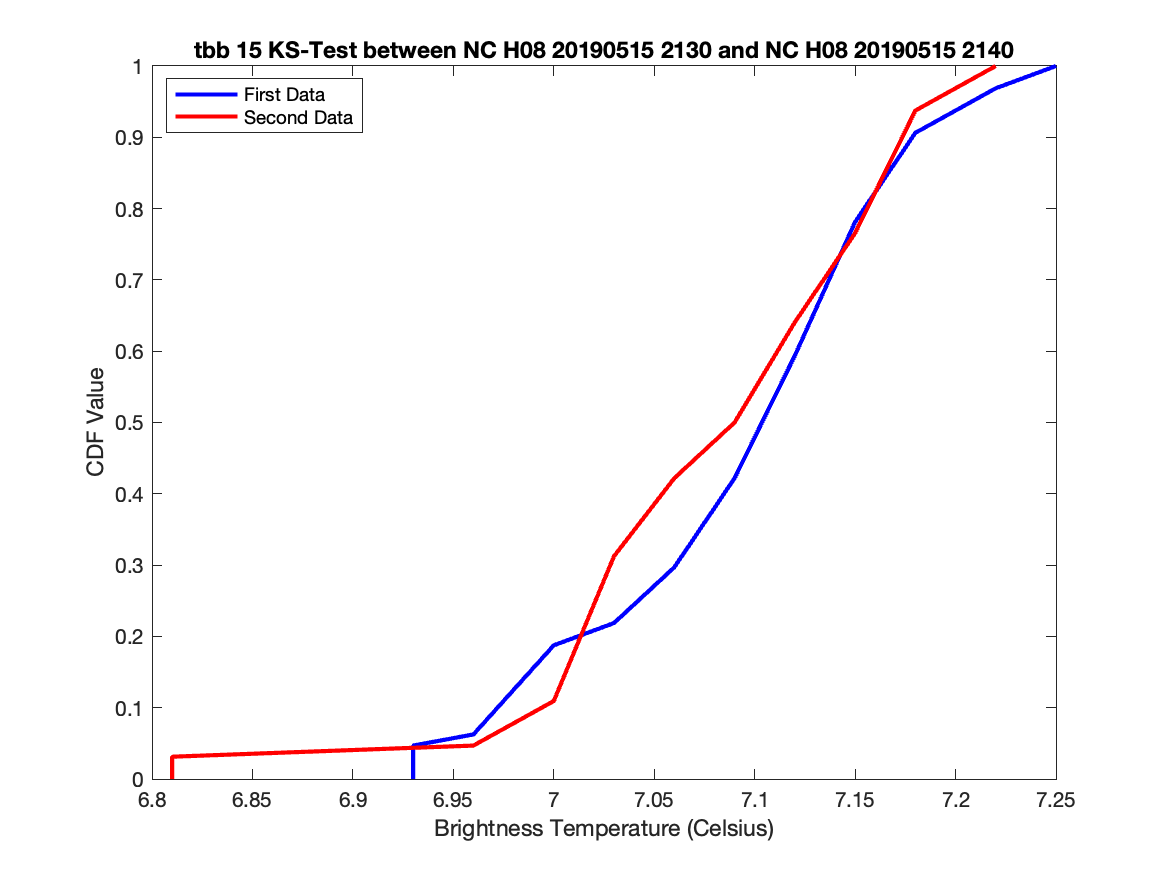 tbb 15 KS-Test between NC H08 20190515 2130 and NC H08 20190515 2140
First Data
Second Data
1
0.9
0.8
0.7
0.6
0.5
0.4
0.3
0.2
0.1
0
CDF Value
6.8 6.85 6.9 6.95 7 7.05 7.1 7.15 7.2 7.25
Brightness Temperature (Celsius)